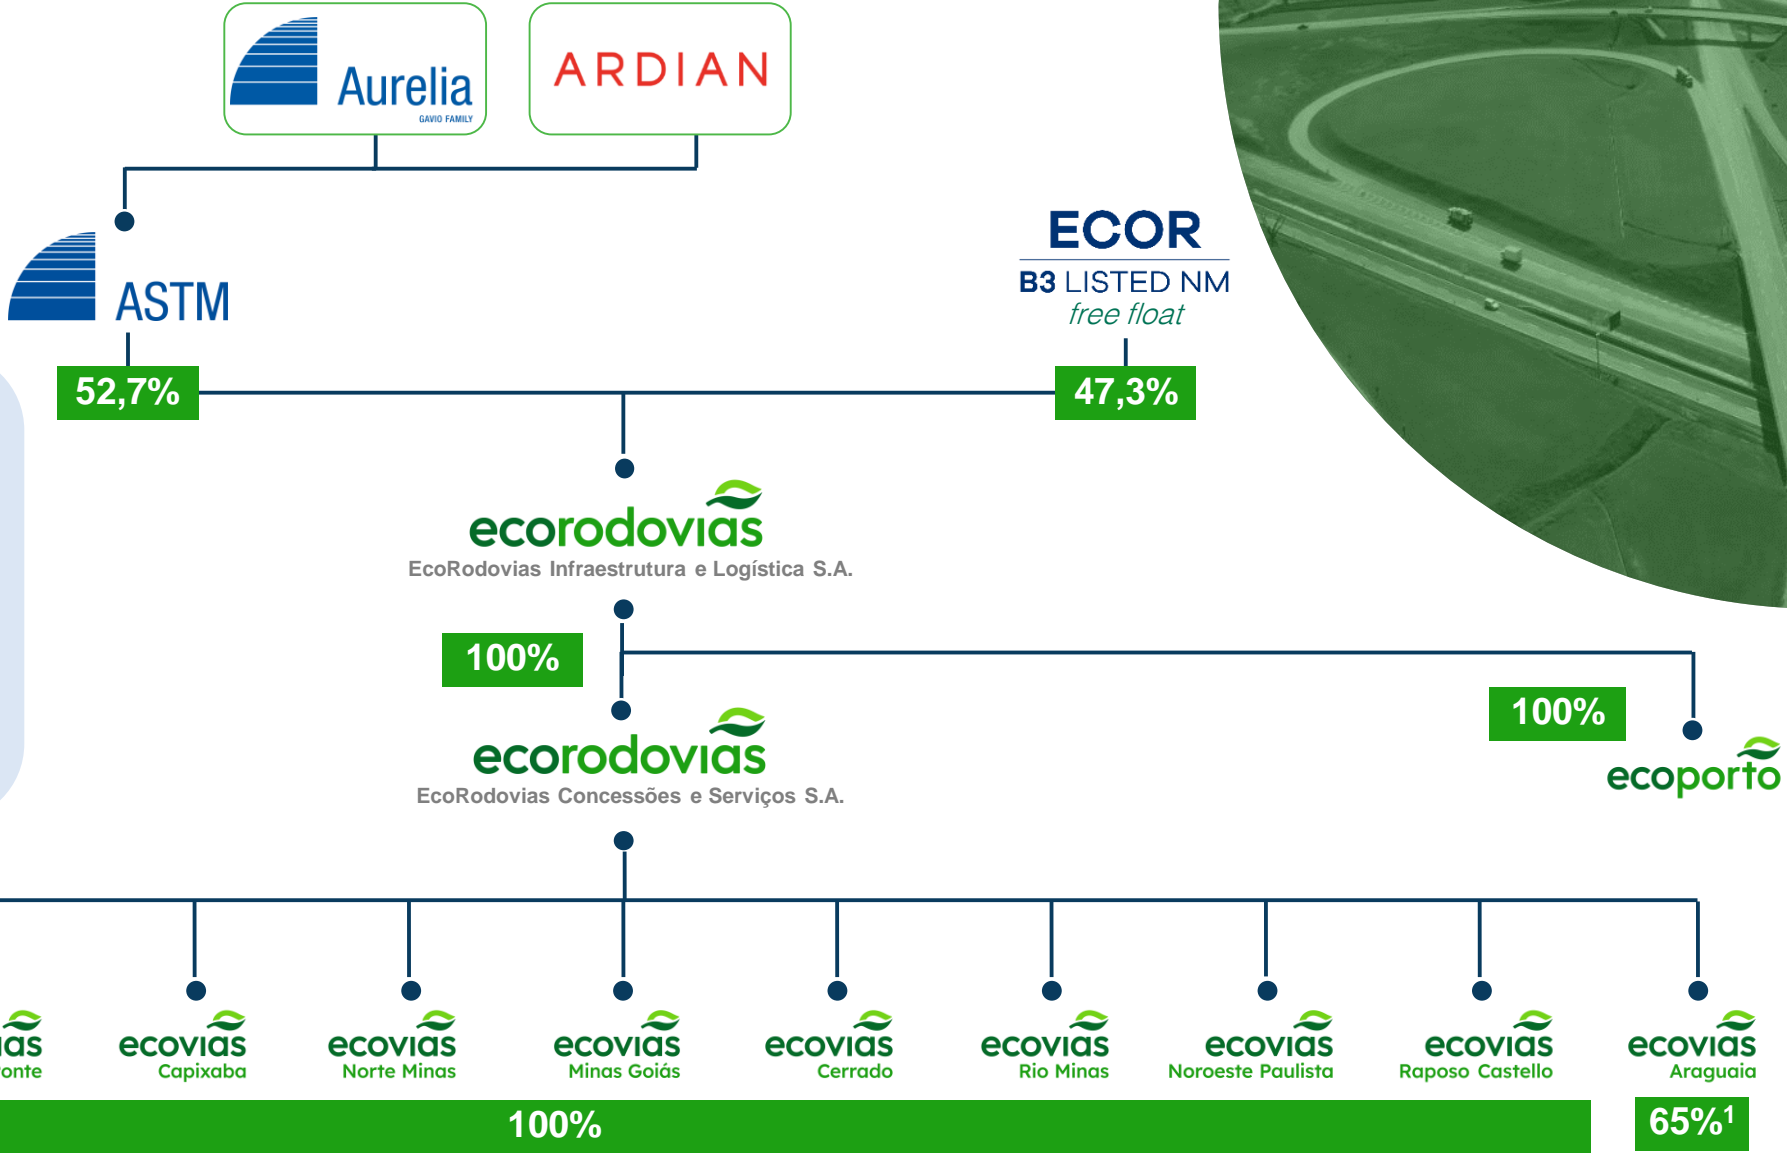 Aurelia
GAVIO FAMILY
ARDIAN
ASTM
ECOR
B3 LISTED NM
free float
52,7%
47,3%
ecorodovias
EcoRodovias Infraestrutura e Logística S.A.
100%
100%
ecorodovias
EcoRodovias Concessões e Serviços S.A.
ecoporto
ecovias
Capixaba
ecovias
Norte Minas
ecovias
Minas Goiás
ecovias
Cerrado
ecovias
Rio Minas
ecovias
Noroeste Paulista
ecovias
Raposo Castello
ecovias
Araguaia
100%
65%¹